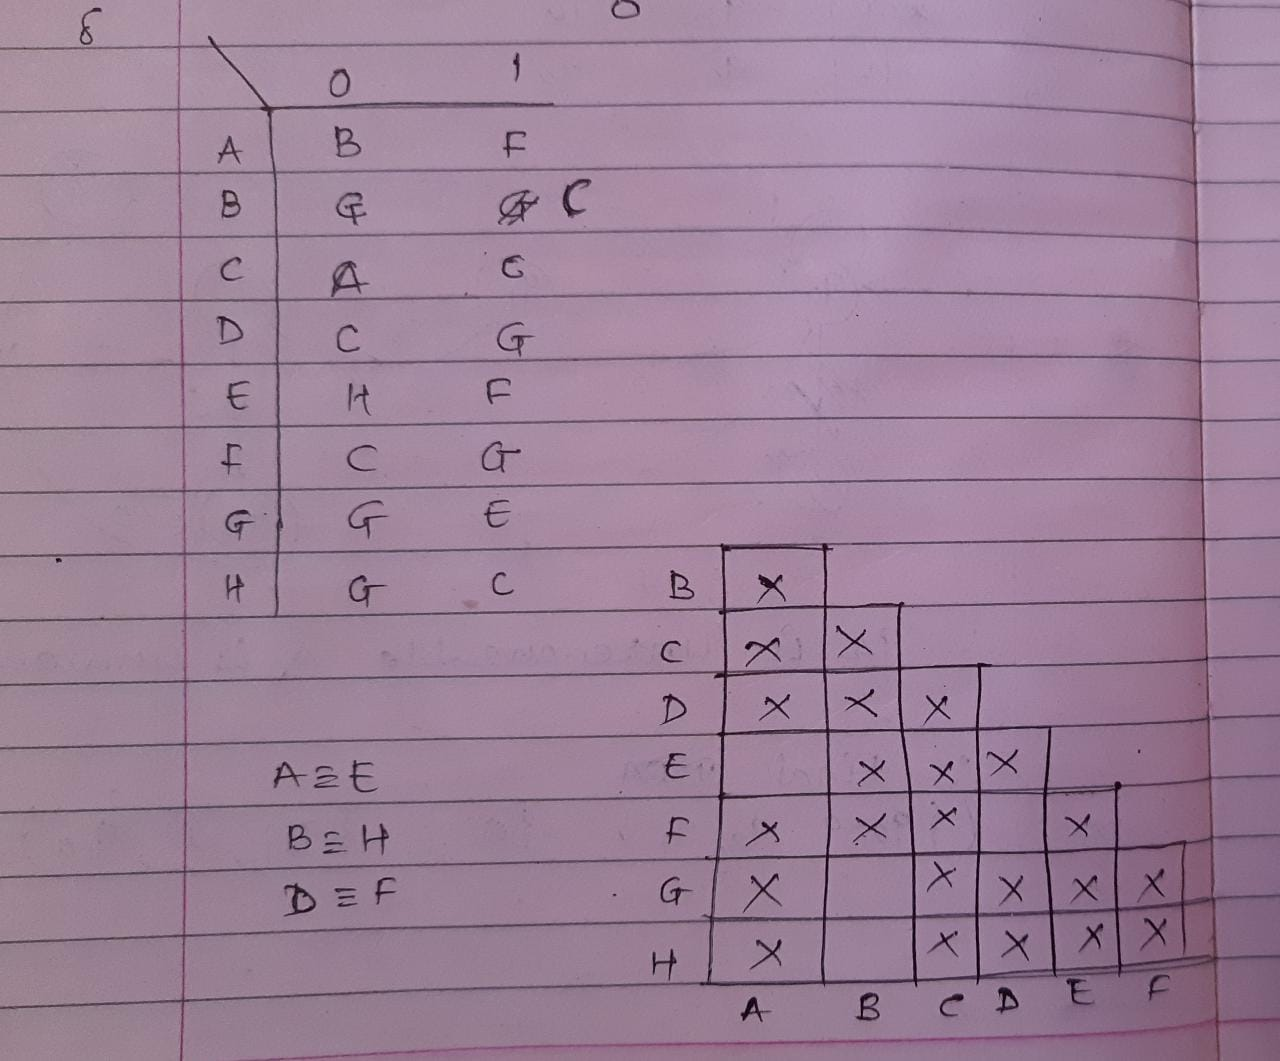 δ
0 1
A B F
B G C
C A C
D C G
E H F
F C G
G G E
H G C
B X
C X X
D X X X
A ≡ E
E X X X
B ≡ H
F X X X X
D ≡ F
G X X X X X
H X X X X X
A B C D E F